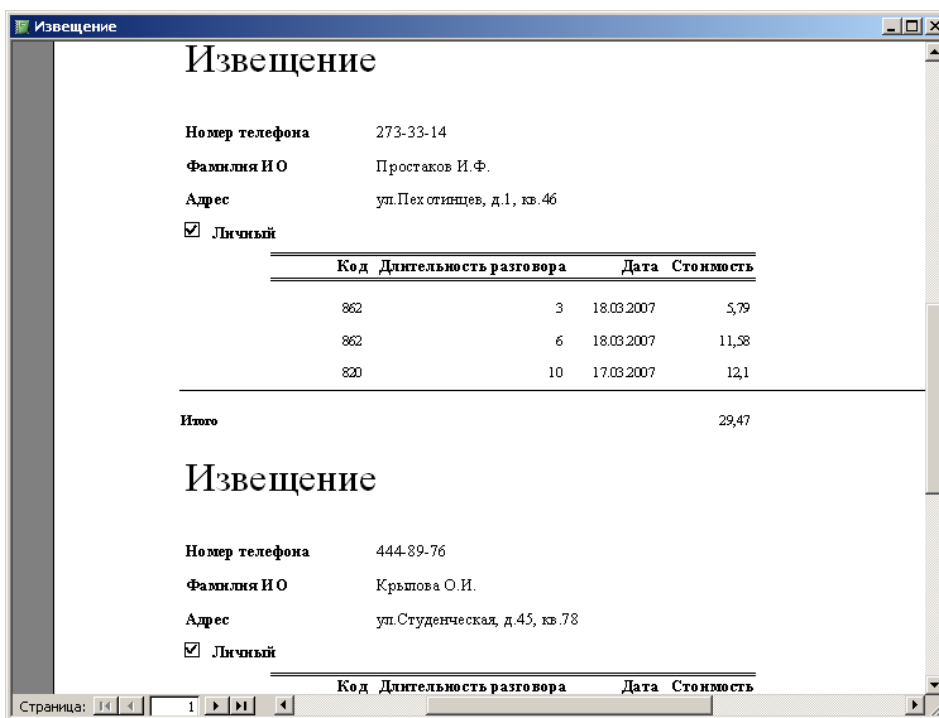 Извещение
Извещение
Номер телефона 273-33-14
Фамилия И О Простаков И.Ф.
Адрес ул.Пехотинцев, д.1, кв.46
Личный
Код Длительность разговора Дата Стоимость
862 3 18.03.2007 5,79
862 6 18.03.2007 11,58
820 10 17.03.2007 12,1
Итого 29,47
Извещение
Номер телефона 444-89-76
Фамилия И О Крылова О.И.
Адрес ул.Студенческая, д.45, кв.78
Личный
Код Длительность разговора Дата Стоимость
Страница: 1